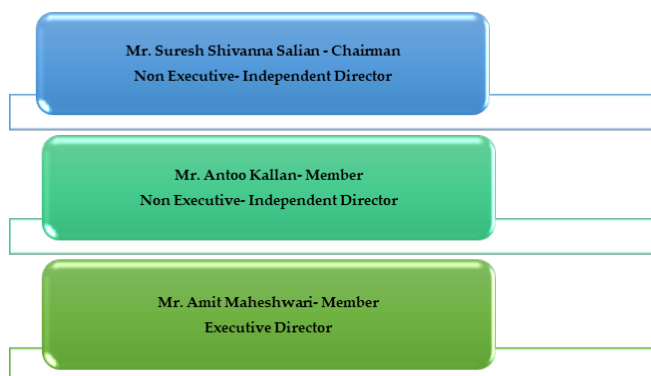 Mr. Suresh Shivanna Salian - Chairman
Non Executive- Independent Director
Mr. Antoo Kallan- Member
Non Executive- Independent Director
Mr. Amit Maheshwari- Member
Executive Director